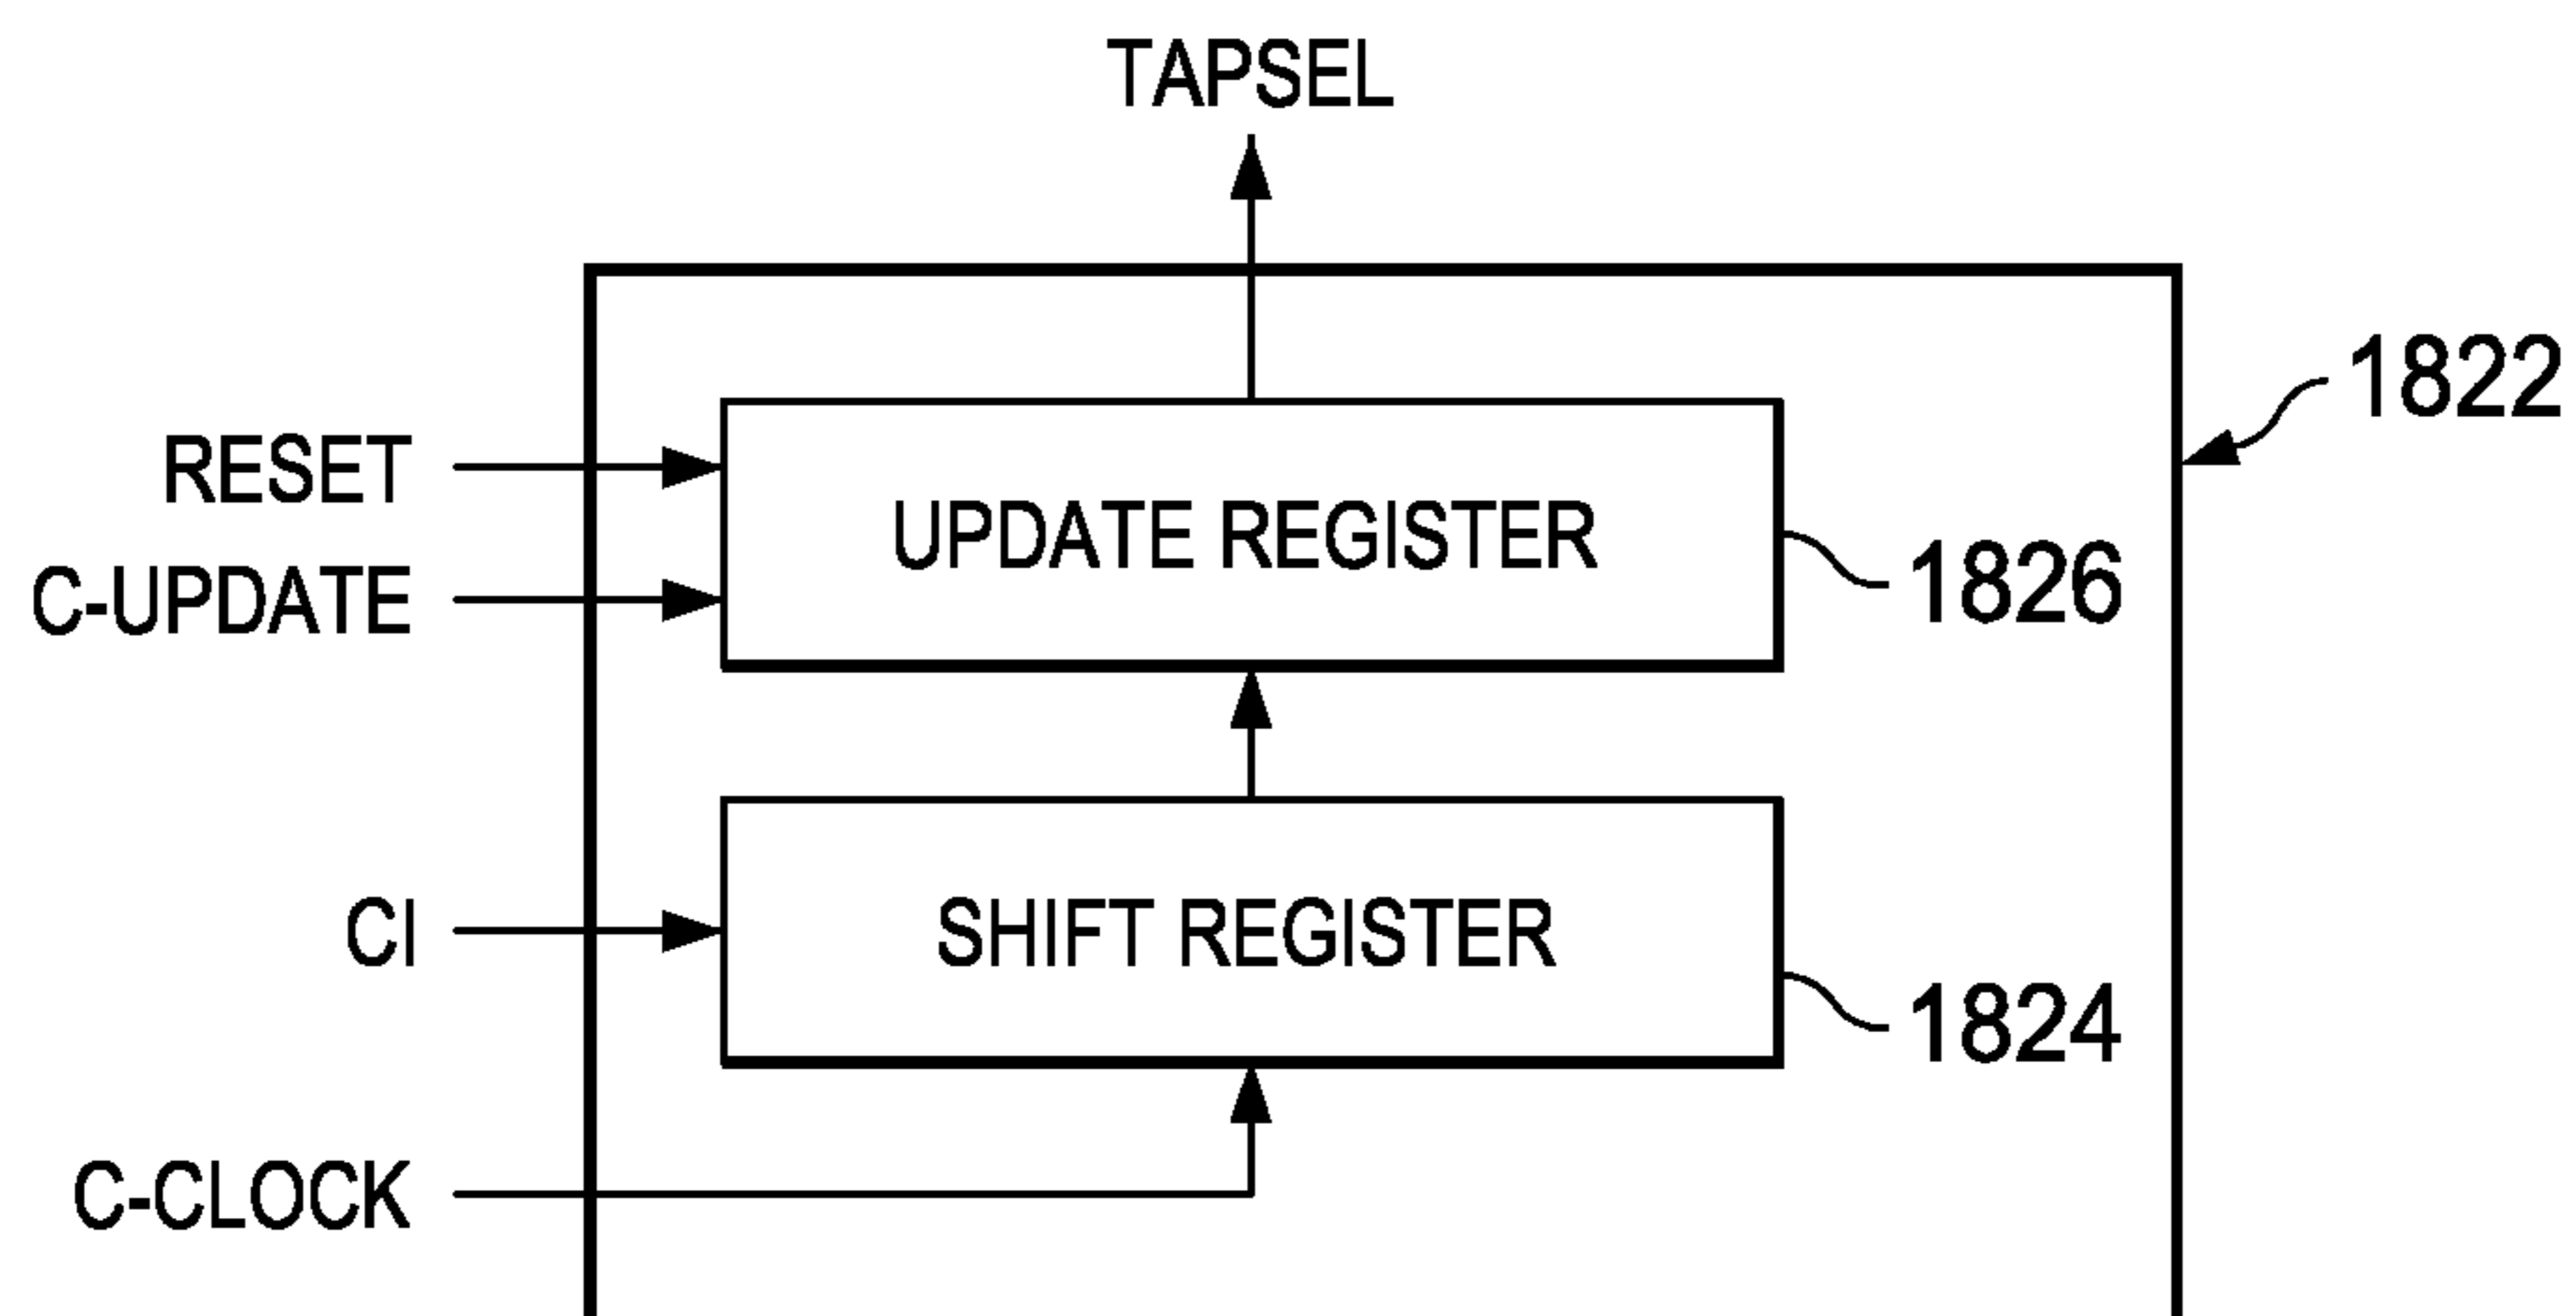 TAPSEL
1822
RESET
UPDATE REGISTER
C-UPDATE
1826
CI
SHIFT REGISTER
1824
C-CLOCK